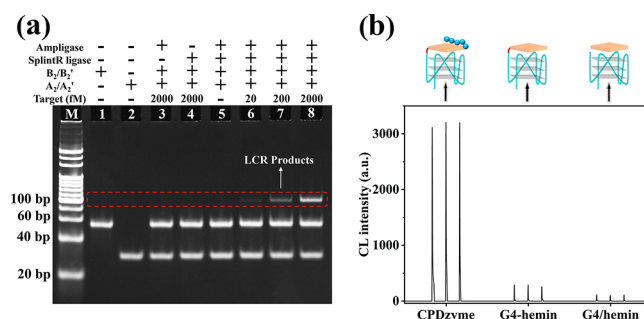 (a)
Ampligase - - + - + + + +
SplintR ligase - - - + + + + +
B₂/B₂' + - + + + + + +
A₂/A₂' - + + + + + + +
Target (fM) - - 2000 2000 - 20 200 2000
M 1 2 3 4 5 6 7 8
LCR Products
100 bp
60 bp
40 bp
20 bp
(b)
CL intensity (a.u.)
3000
2000
1000
0
CPDzyme G4-hemin G4/hemin